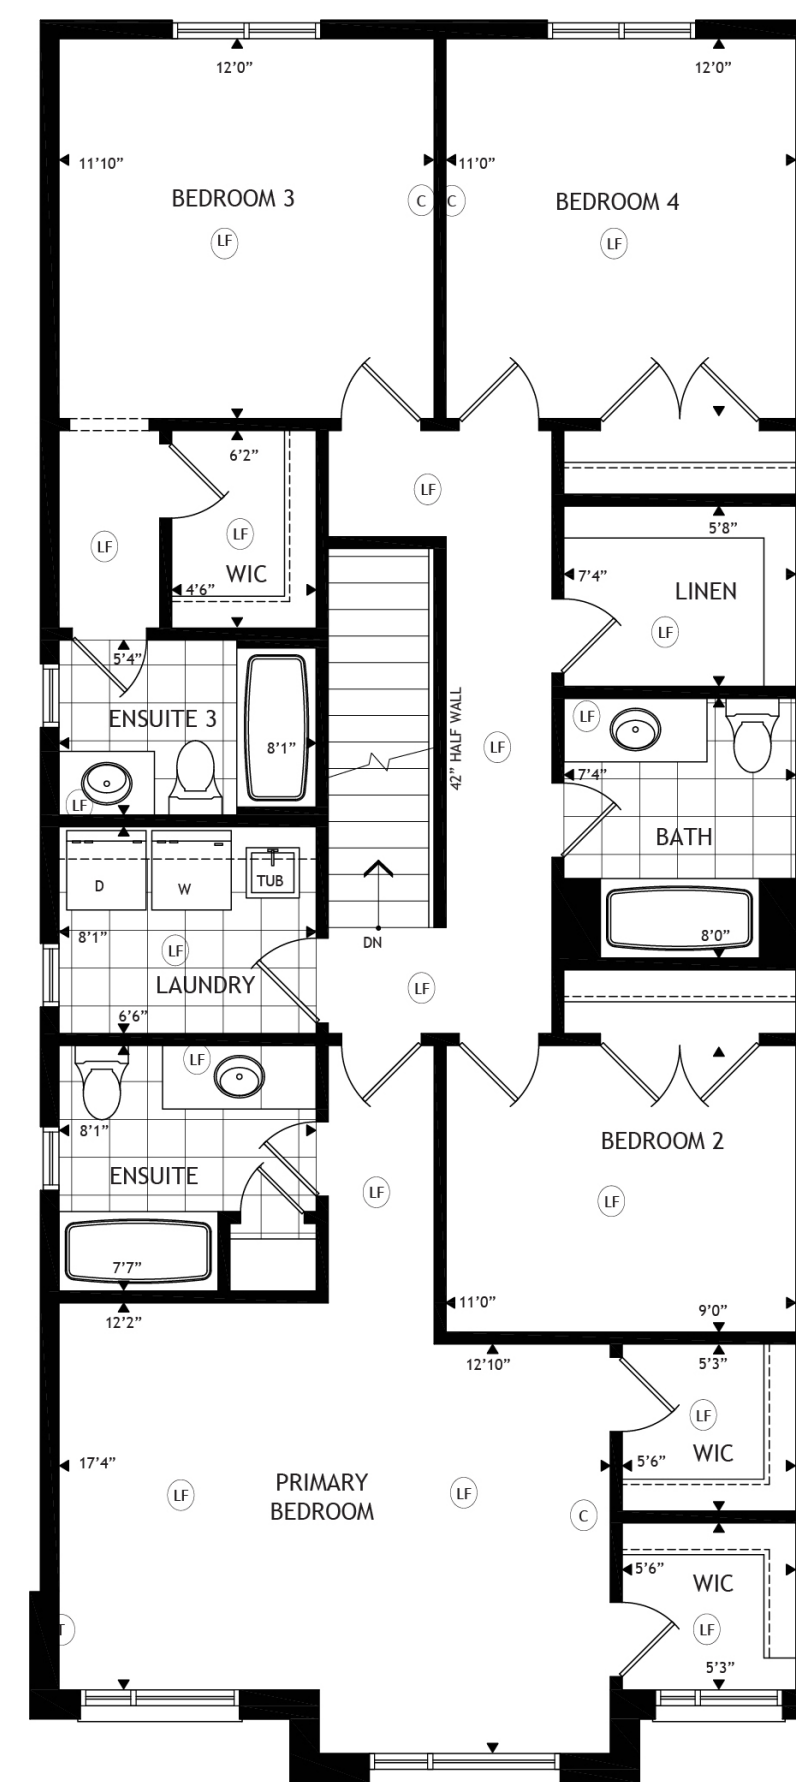 12'0"
12'0"
11'10"
11'0"
BEDROOM 3
C
C
BEDROOM 4
LF
LF
6'2"
LF
5'8"
LF
LF
WIC
4'6"
7'4"
LINEN
LF
5'4"
ENSUITE 3
8'1"
LF
42" HALF WALL
LF
LF
7'4"
BATH
D
W
TUB
8'1"
LF
DN
8'0"
LAUNDRY
LF
6'6"
LF
8'1"
ENSUITE
BEDROOM 2
LF
LF
7'7"
12'2"
11'0"
9'0"
12'10"
5'3"
LF
WIC
17'4"
5'6"
PRIMARY
BEDROOM
LF
LF
C
5'6"
WIC
T
LF
5'3"